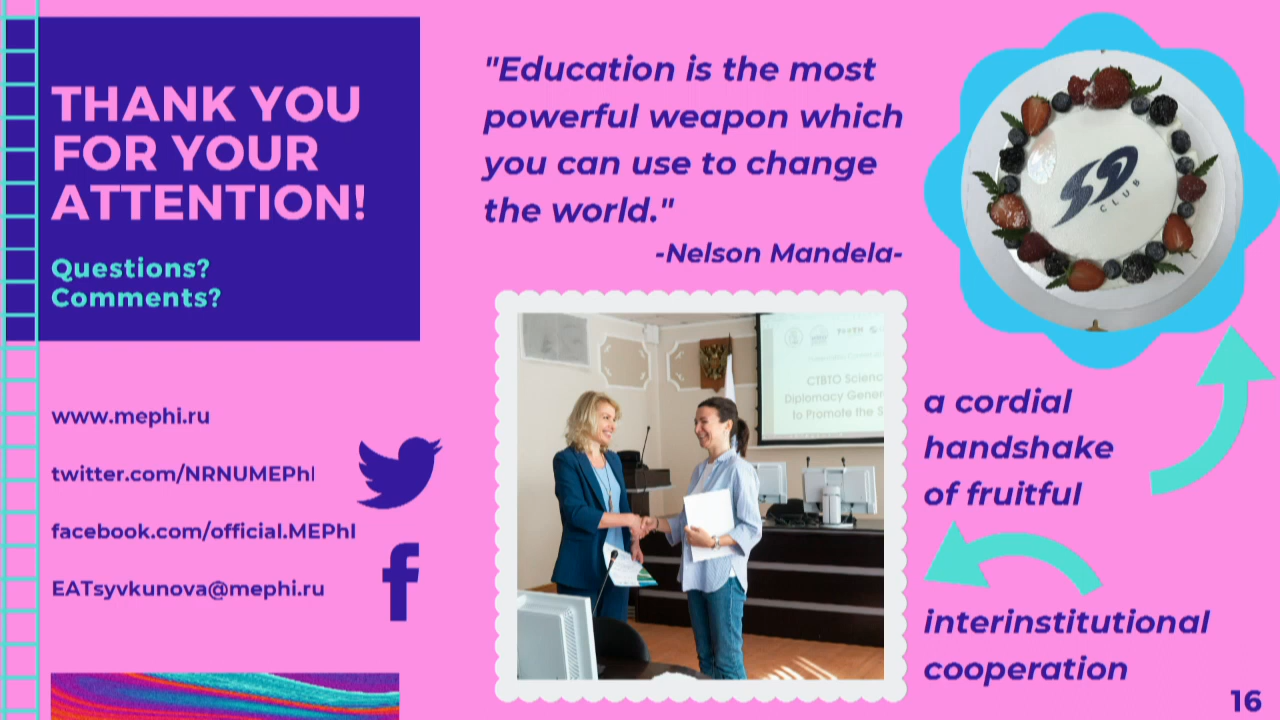 THANK YOU
FOR YOUR
ATTENTION!
Questions?
Comments?
www.mephi.ru
twitter.com/NRNUMEPhI
facebook.com/official.MEPhI
EATsyvkunova@mephi.ru
"Education is the most
powerful weapon which
you can use to change
the world."
-Nelson Mandela-
CTBTO Scienc
Diplomacy Gener
to Promote the S
SD
CLUB
a cordial
handshake
of fruitful
interinstitutional
cooperation
16